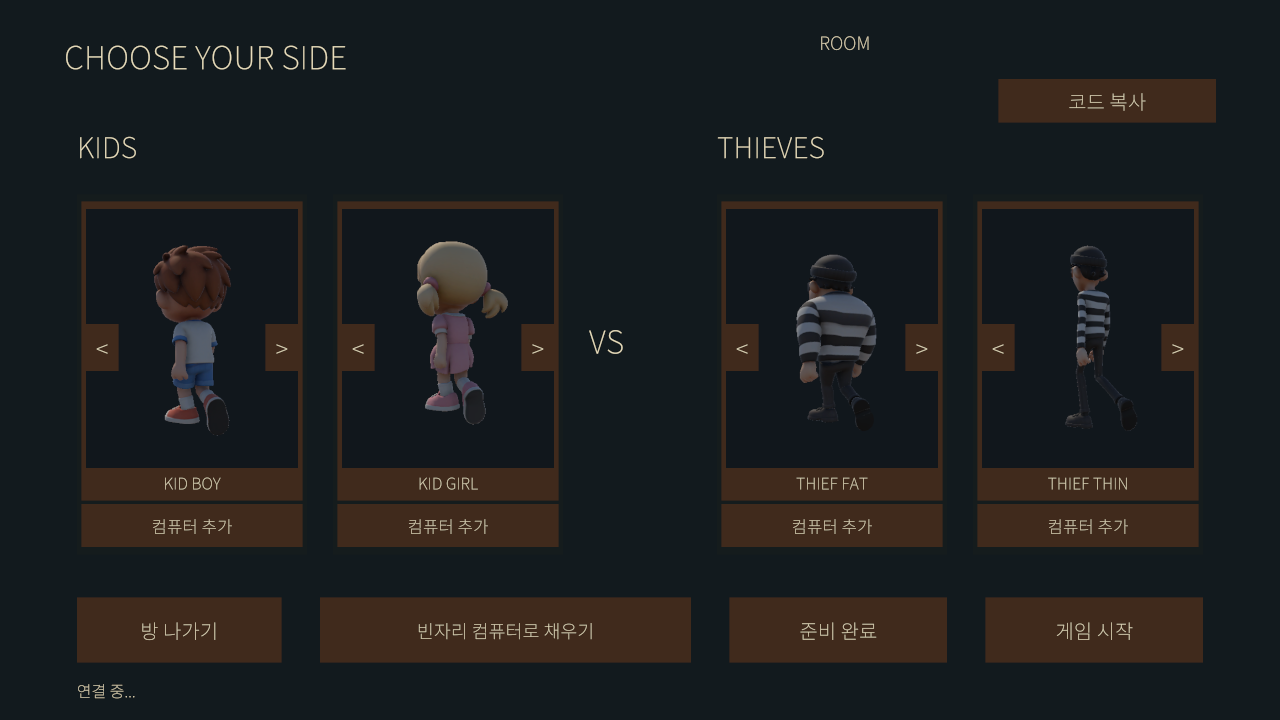 CHOOSE YOUR SIDE
ROOM
코드 복사
KIDS
THIEVES
< > < > VS < > < >
KID BOY
KID GIRL
THIEF FAT
THIEF THIN
컴퓨터 추가
컴퓨터 추가
컴퓨터 추가
컴퓨터 추가
방 나가기
빈자리 컴퓨터로 채우기
준비 완료
게임 시작
연결 중...